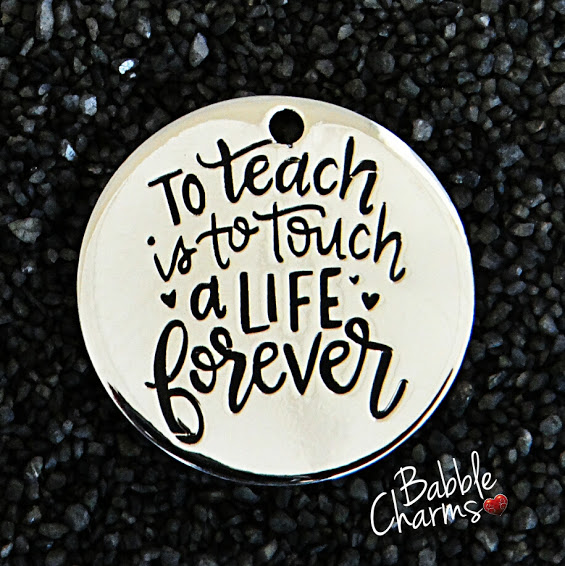 TO teach
is to touch
a LIFE
forever
Babble
Charms